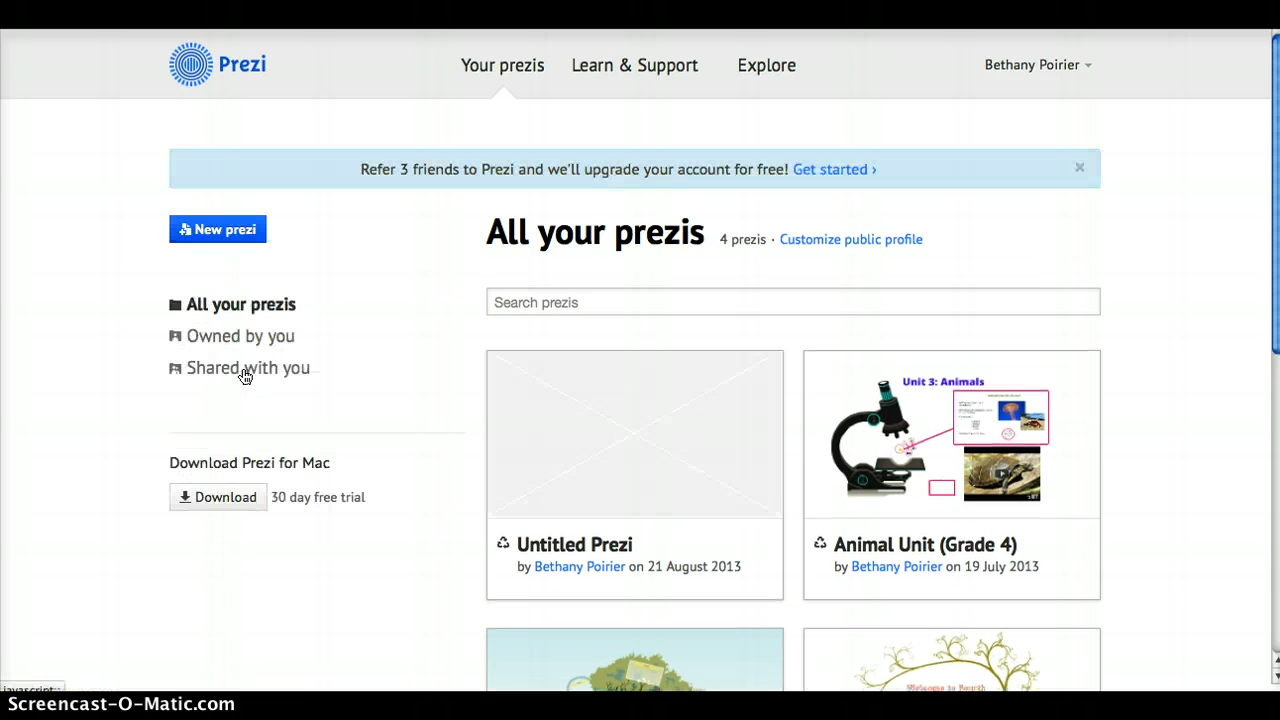 Prezi
Your prezis
Learn & Support
Explore
Bethany Poirier
Refer 3 friends to Prezi and we'll upgrade your account for free! Get started ›
×
New prezi
All your prezis
4 prezis · Customize public profile
All your prezis
Owned by you
Shared with you
Search prezis
Download Prezi for Mac
Download
30 day free trial
Unit 3: Animals
Untitled Prezi
by Bethany Poirier on 21 August 2013
Animal Unit (Grade 4)
by Bethany Poirier on 19 July 2013
Welcome to Fourth
Screencast-O-Matic.com